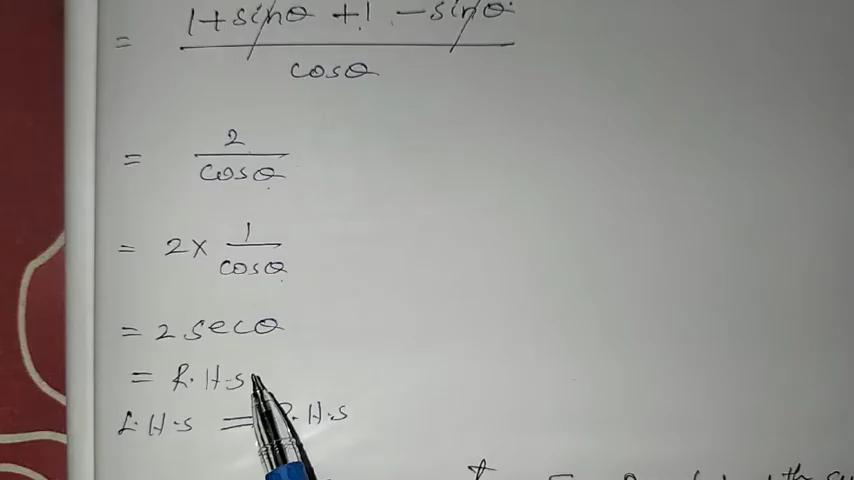 = 1+sinθ +1 -sinθ / cosθ
= 2 / cosθ
= 2 x 1 / cosθ
= 2 secθ
= R.H.S
L.H.S = R.H.S